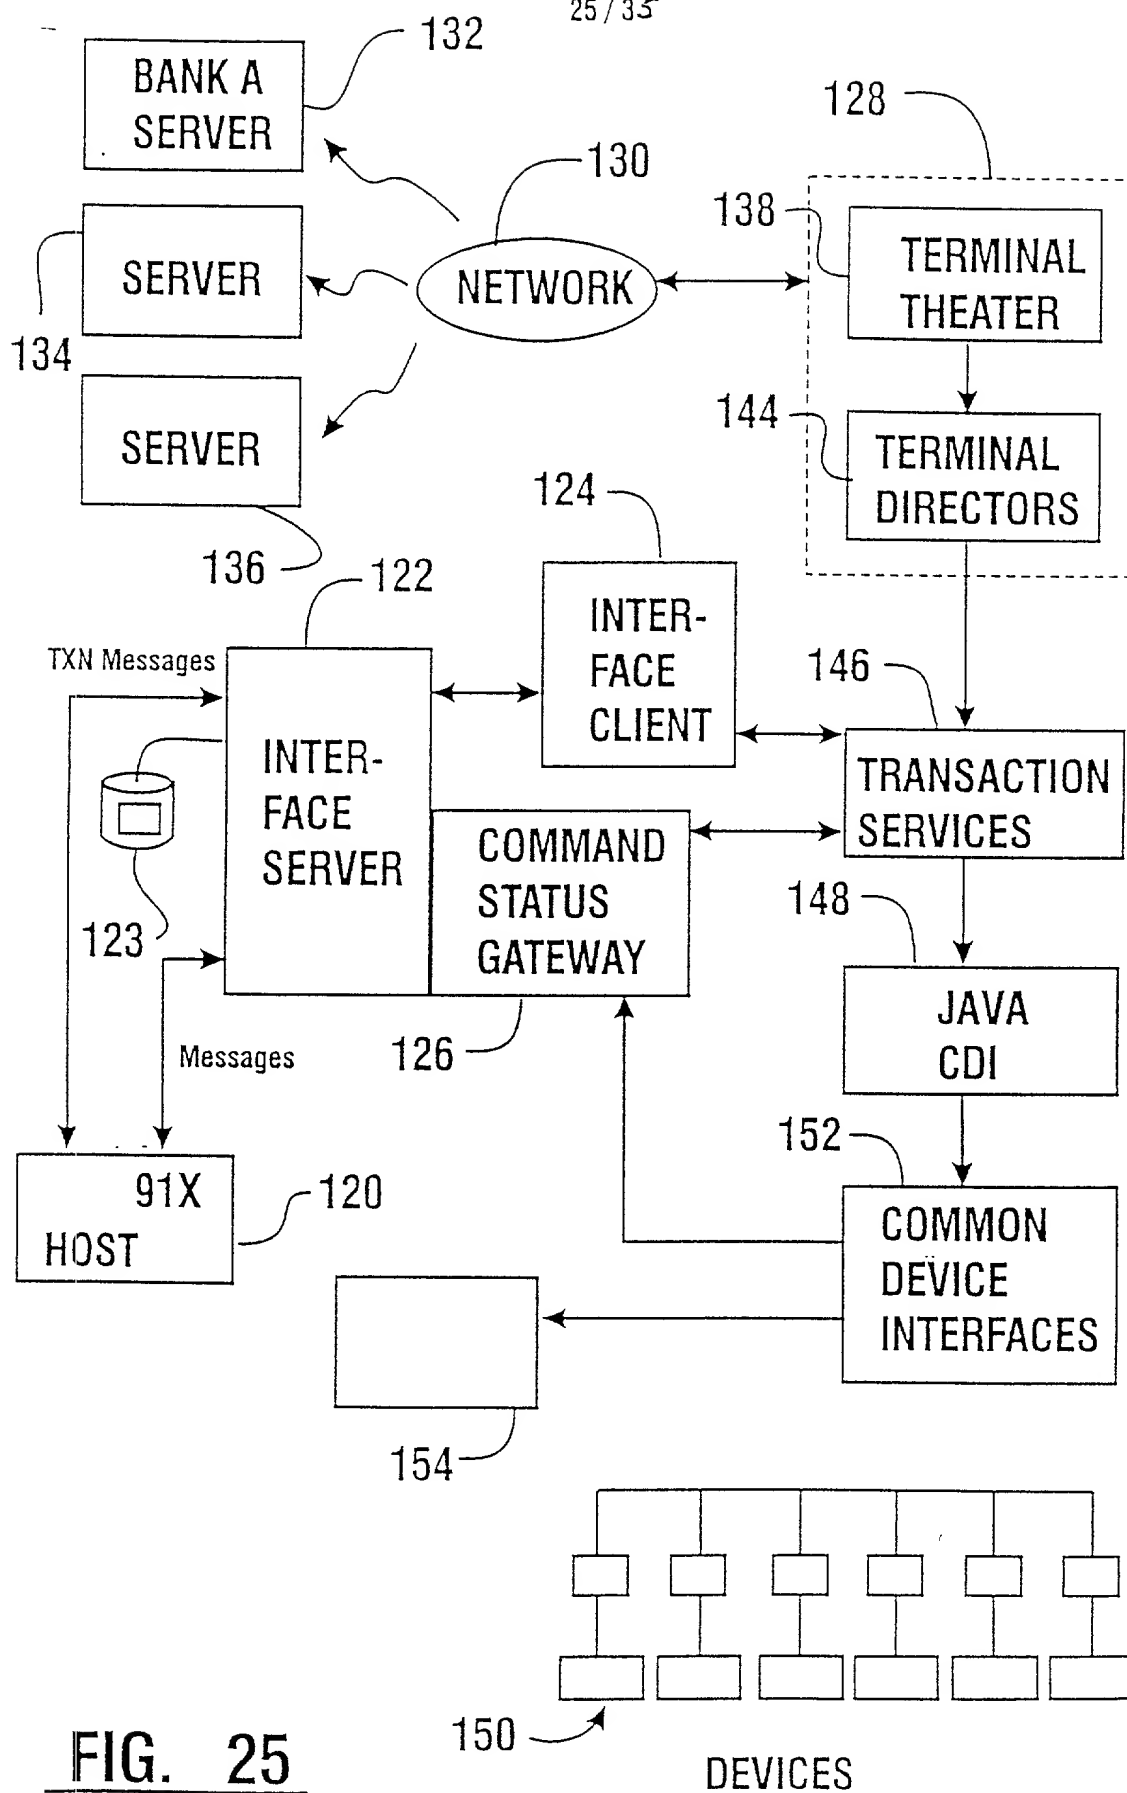 25/35
132
BANK A
SERVER
128
130
138
TERMINAL
THEATER
SERVER
NETWORK
134
144
TERMINAL
DIRECTORS
SERVER
124
136
122
INTER-
FACE
CLIENT
TXN Messages
146
INTER-
FACE
SERVER
TRANSACTION
SERVICES
COMMAND
STATUS
GATEWAY
148
123
JAVA
CDI
126
Messages
152
91X
HOST
120
COMMON
DEVICE
INTERFACES
154
150
DEVICES
FIG. 25